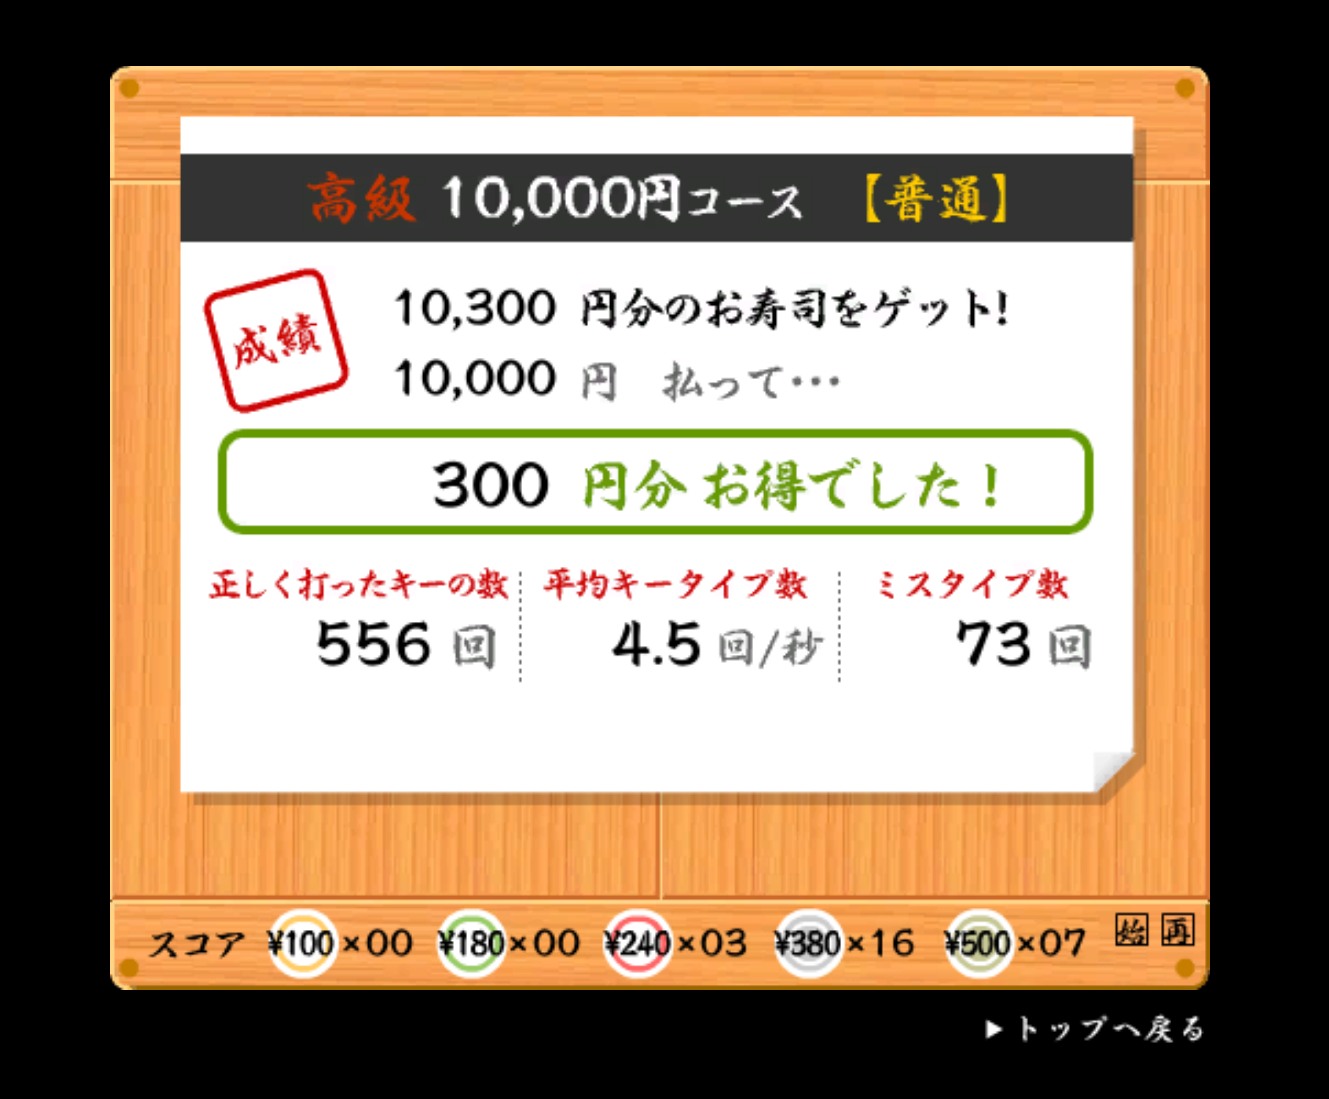 高級 10,000円コース 【普通】
成績
10,300 円分のお寿司をゲット!
10,000 円 払って…
300 円分 お得でした！
正しく打ったキーの数 平均キータイプ数 ミスタイプ数
556 回 4.5 回/秒 73 回
スコア ¥100×00 ¥180×00 ¥240×03 ¥380×16 ¥500×07 始 再
▶トップへ戻る